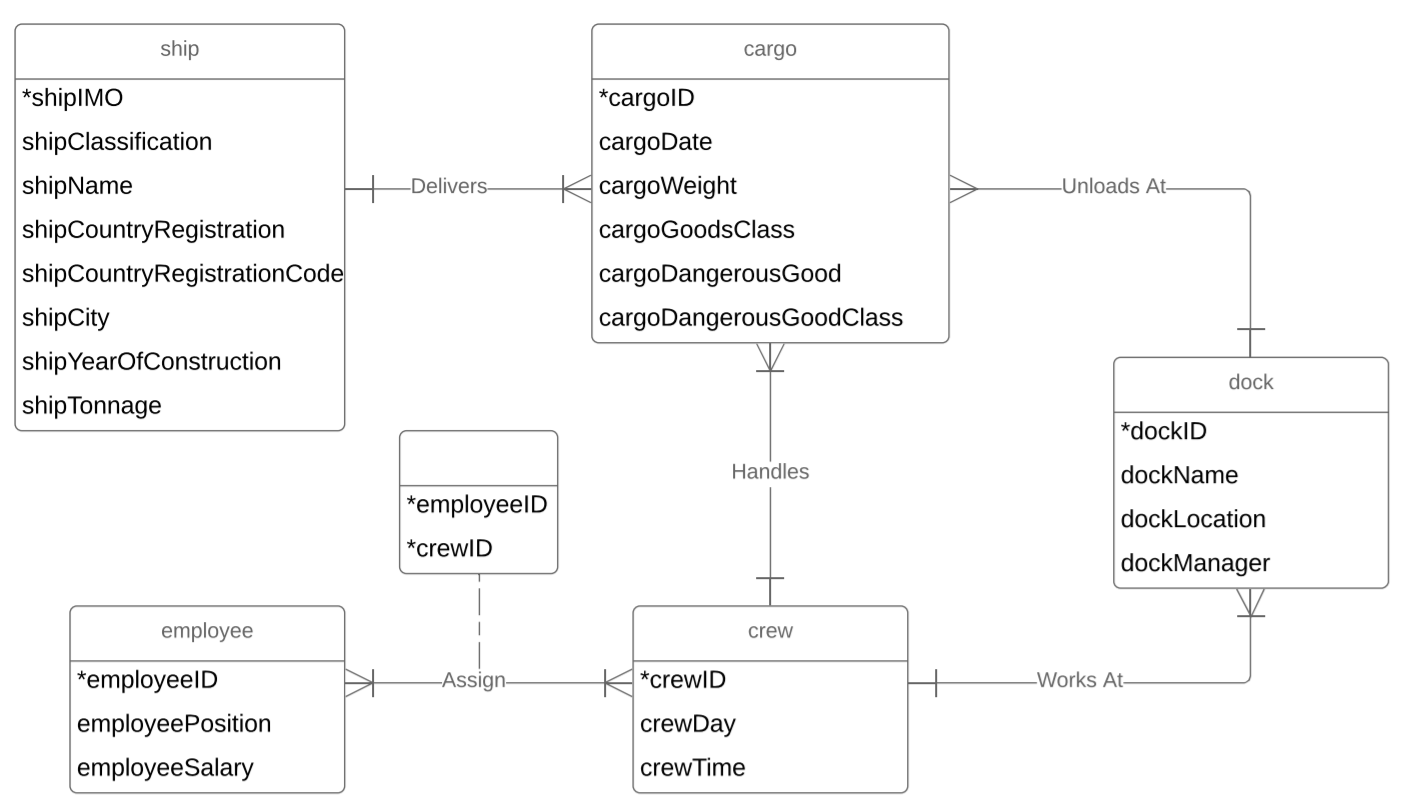 ship
*shipIMO
shipClassification
shipName
shipCountryRegistration
shipCountryRegistrationCode
shipCity
shipYearOfConstruction
shipTonnage
Delivers
cargo
*cargoID
cargoDate
cargoWeight
cargoGoodsClass
cargoDangerousGood
cargoDangerousGoodClass
Unloads At
dock
*dockID
dockName
dockLocation
dockManager
Handles
*employeeID
*crewID
employee
*employeeID
employeePosition
employeeSalary
Assign
crew
*crewID
crewDay
crewTime
Works At